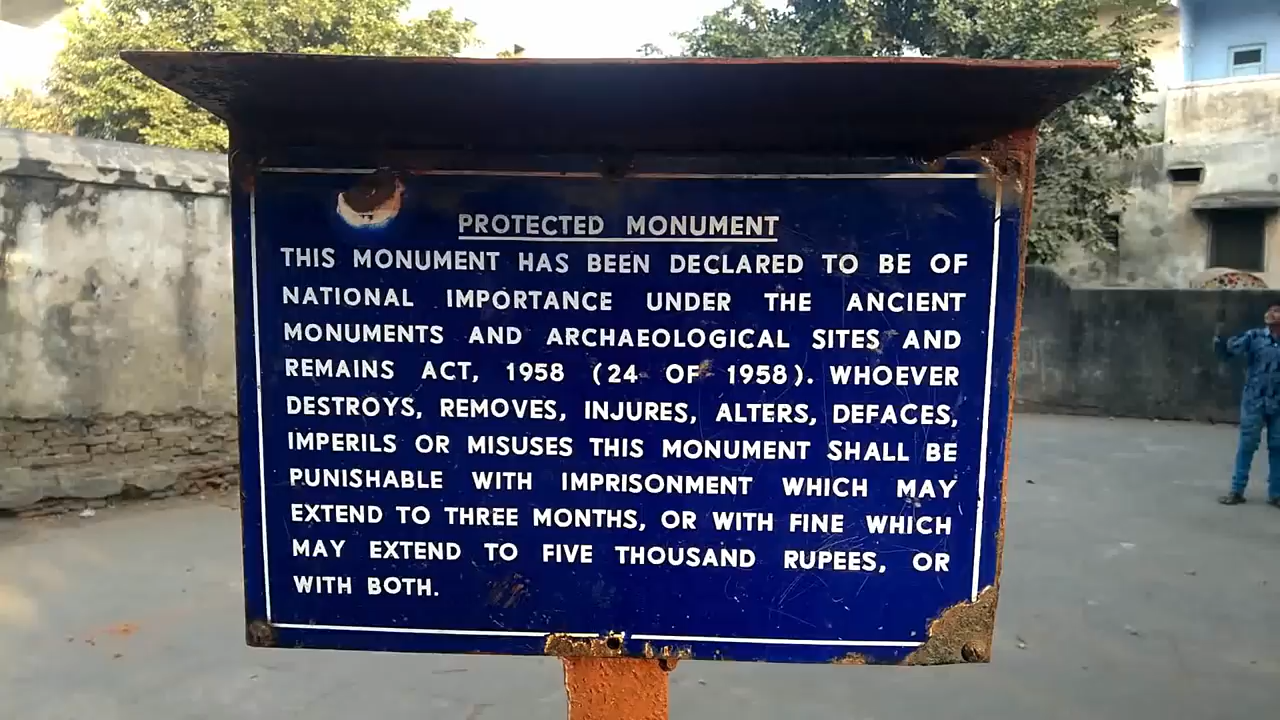 PROTECTED MONUMENT
THIS MONUMENT HAS BEEN DECLARED TO BE OF
NATIONAL IMPORTANCE UNDER THE ANCIENT
MONUMENTS AND ARCHAEOLOGICAL SITES AND
REMAINS ACT, 1958 (24 OF 1958). WHOEVER
DESTROYS, REMOVES, INJURES, ALTERS, DEFACES,
IMPERILS OR MISUSES THIS MONUMENT SHALL BE
PUNISHABLE WITH IMPRISONMENT WHICH MAY
EXTEND TO THREE MONTHS, OR WITH FINE WHICH
MAY EXTEND TO FIVE THOUSAND RUPEES, OR
WITH BOTH.